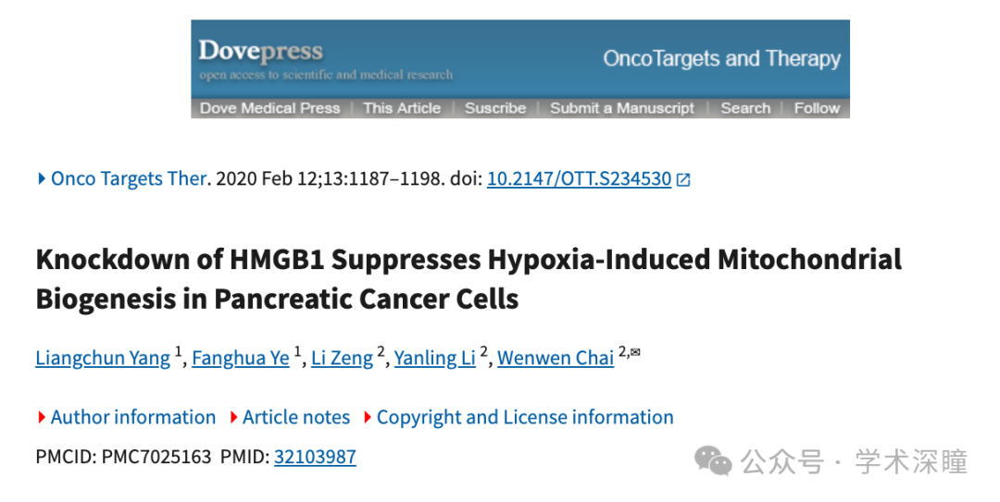 Dovepress
open access to scientific and medical research
OncoTargets and Therapy
Dove Medical Press | This Article | Suscribe | Submit a Manuscript | Search | Follow
Onco Targets Ther. 2020 Feb 12;13:1187–1198. doi: 10.2147/OTT.S234530
Knockdown of HMGB1 Suppresses Hypoxia-Induced Mitochondrial
Biogenesis in Pancreatic Cancer Cells
Liangchun Yang 1, Fanghua Ye 1, Li Zeng 2, Yanling Li 2, Wenwen Chai 2,✉
Author information Article notes Copyright and License information
PMCID: PMC7025163 PMID: 32103987
公众号 · 学术深瞳